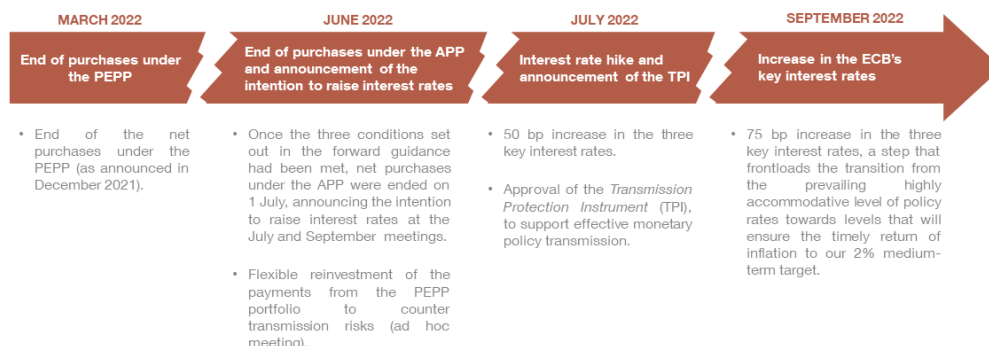 MARCH 2022
End of purchases under
the PEPP
• End of the net
purchases under the
PEPP (as announced in
December 2021).
JUNE 2022
End of purchases under the APP
and announcement of the
intention to raise interest rates
• Once the three conditions set
out in the forward guidance
had been met, net purchases
under the APP were ended on
1 July, announcing the intention
to raise interest rates at the
July and September meetings.
• Flexible reinvestment of the
payments from the PEPP
portfolio to counter
transmission risks (ad hoc
meeting).
JULY 2022
Interest rate hike and
announcement of the TPI
• 50 bp increase in the three
key interest rates.
• Approval of the Transmission
Protection Instrument (TPI),
to support effective monetary
policy transmission.
SEPTEMBER 2022
Increase in the ECB's
key interest rates
• 75 bp increase in the three
key interest rates, a step that
frontloads the transition from
the prevailing highly
accommodative level of policy
rates towards levels that will
ensure the timely return of
inflation to our 2% medium-
term target.